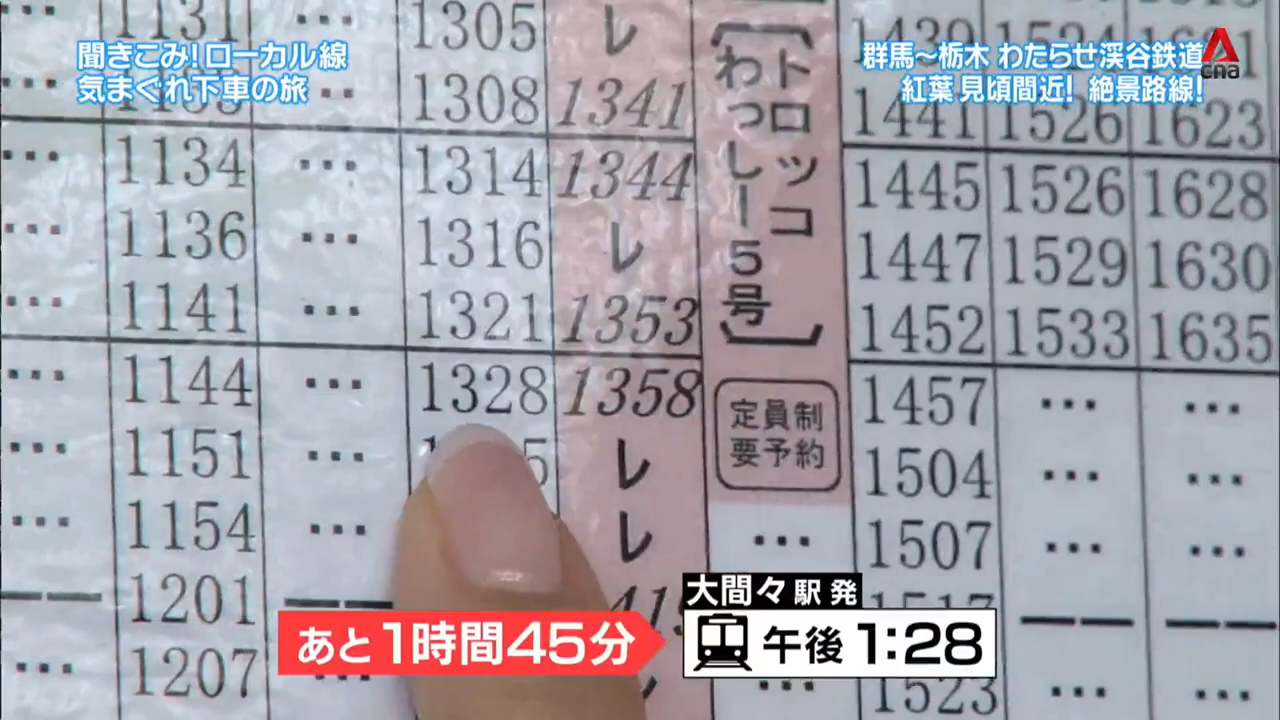 聞きこみ!ローカル線
気まぐれ下車の旅
群馬~栃木 わたらせ渓谷鉄道
紅葉 見頃間近! 絶景路線!
cna
1131 1305 レ
1308 1341
1441 1526 1623
… 1134 … 1314 1344
1445 1526 1628
… 1136 … 1316 レ
1447 1529 1630
… 1141 … 1321 1353
1452 1533 1635
〔トロッコ
わっしー5号〕
定員制
要予約
… 1144 … 1328 1358
1457 … …
… 1151 … レ
1504 … …
… 1154 … レ … 1507 … …
1201
… 1207 … … 1523 … …
大間々駅 発
あと1時間45分
午後 1:28